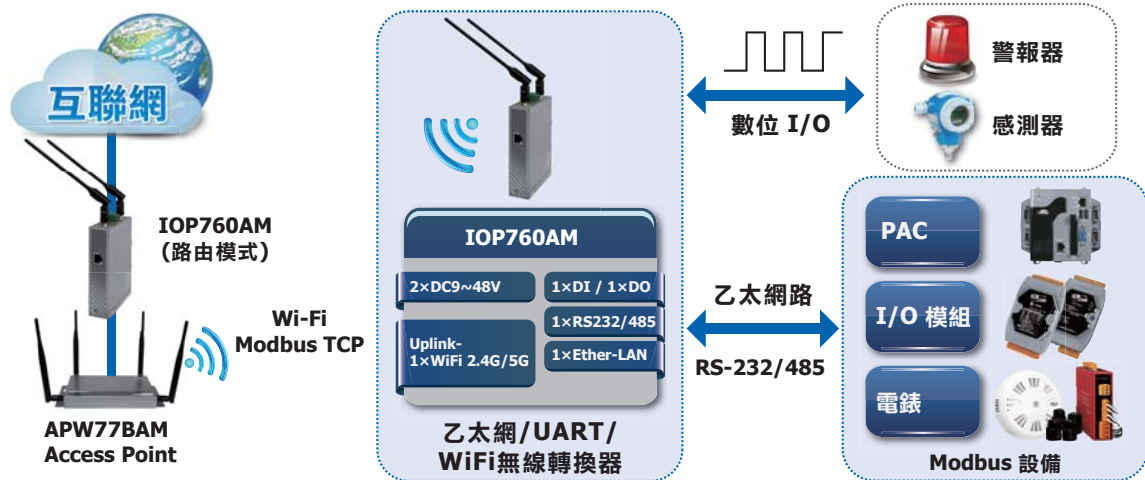 互聯網
IOP760AM
(路由模式)
Wi-Fi
Modbus TCP
APW77BAM
Access Point
IOP760AM
2×DC9~48V
Uplink-
1×WiFi 2.4G/5G
1×DI / 1×DO
1×RS232/485
1×Ether-LAN
乙太網/UART/
WiFi無線轉換器
數位 I/O
警報器
感測器
乙太網路
RS-232/485
PAC
I/O 模組
電錶
Modbus 設備